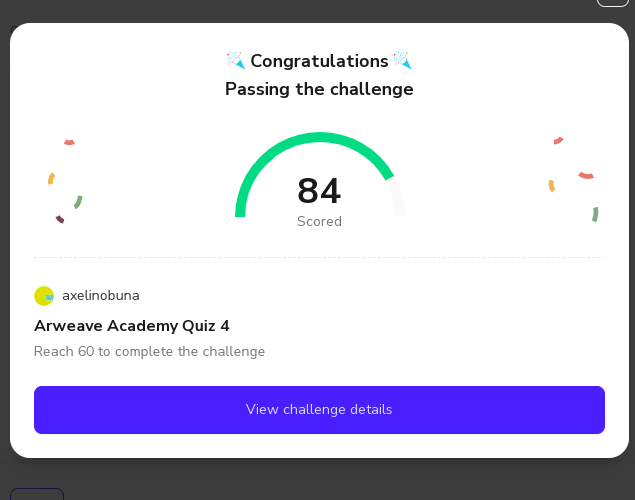 Congratulations
Passing the challenge
84
Scored
axelinobuna
Arweave Academy Quiz 4
Reach 60 to complete the challenge
View challenge details